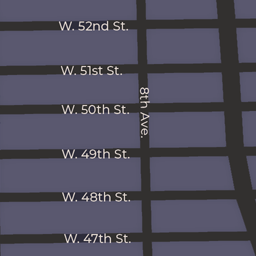 W. 52nd St.
W. 51st St.
W. 50th St.
8th Ave.
W. 49th St.
W. 48th St.
W. 47th St.